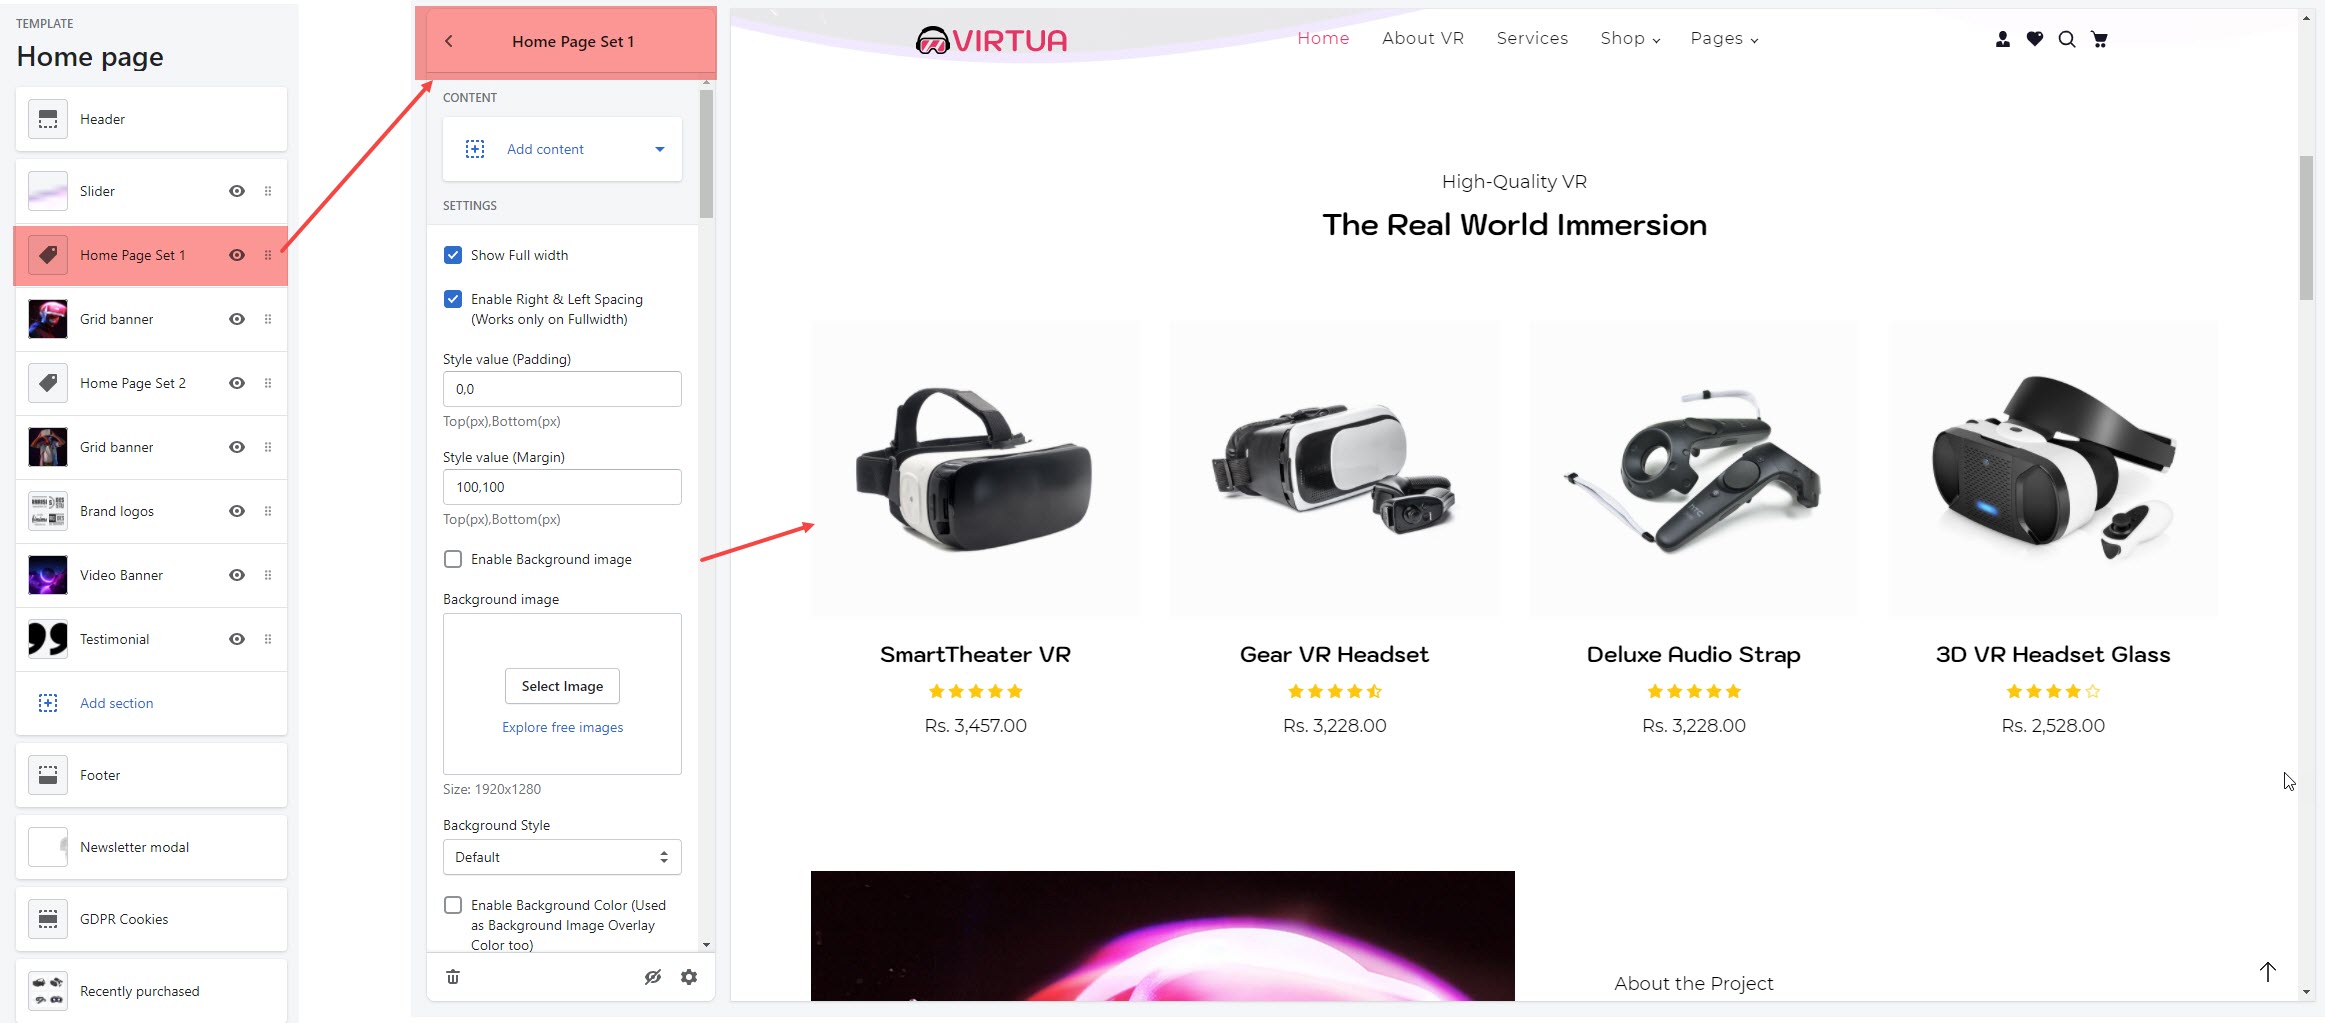 TEMPLATE
Home page
Header
Slider
Home Page Set 1
Grid banner
Home Page Set 2
Grid banner
Brand logos
Video Banner
Testimonial
Add section
Footer
Newsletter modal
GDPR Cookies
Recently purchased
Home Page Set 1
CONTENT
Add content
SETTINGS
Show Full width
Enable Right & Left Spacing
(Works only on Fullwidth)
Style value (Padding)
0,0
Top(px),Bottom(px)
Style value (Margin)
100,100
Top(px),Bottom(px)
Enable Background image
Background image
Select Image
Explore free images
Size: 1920x1280
Background Style
Default
Enable Background Color (Used
as Background Image Overlay
Color too)
VIRTUA
Home About VR Services Shop Pages
High-Quality VR
The Real World Immersion
SmartTheater VR
Rs. 3,457.00
Gear VR Headset
Rs. 3,228.00
Deluxe Audio Strap
Rs. 3,228.00
3D VR Headset Glass
Rs. 2,528.00
About the Project